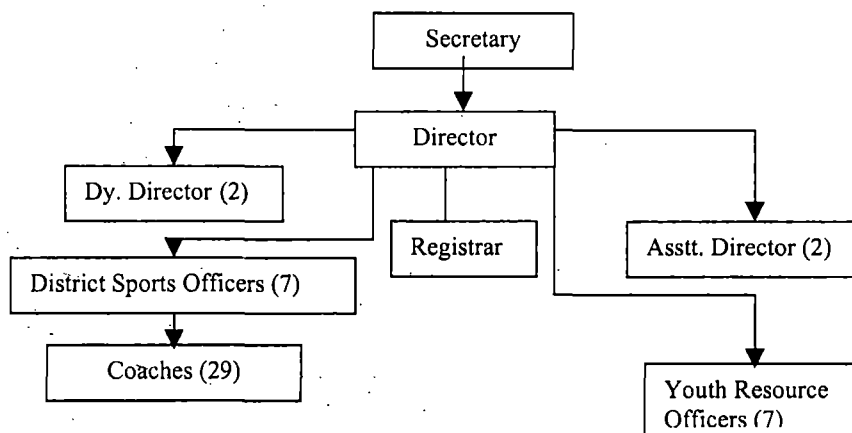 Secretary
Director
Dy. Director (2)
Registrar
Asstt. Director (2)
District Sports Officers (7)
Coaches (29)
Youth Resource
Officers (7)